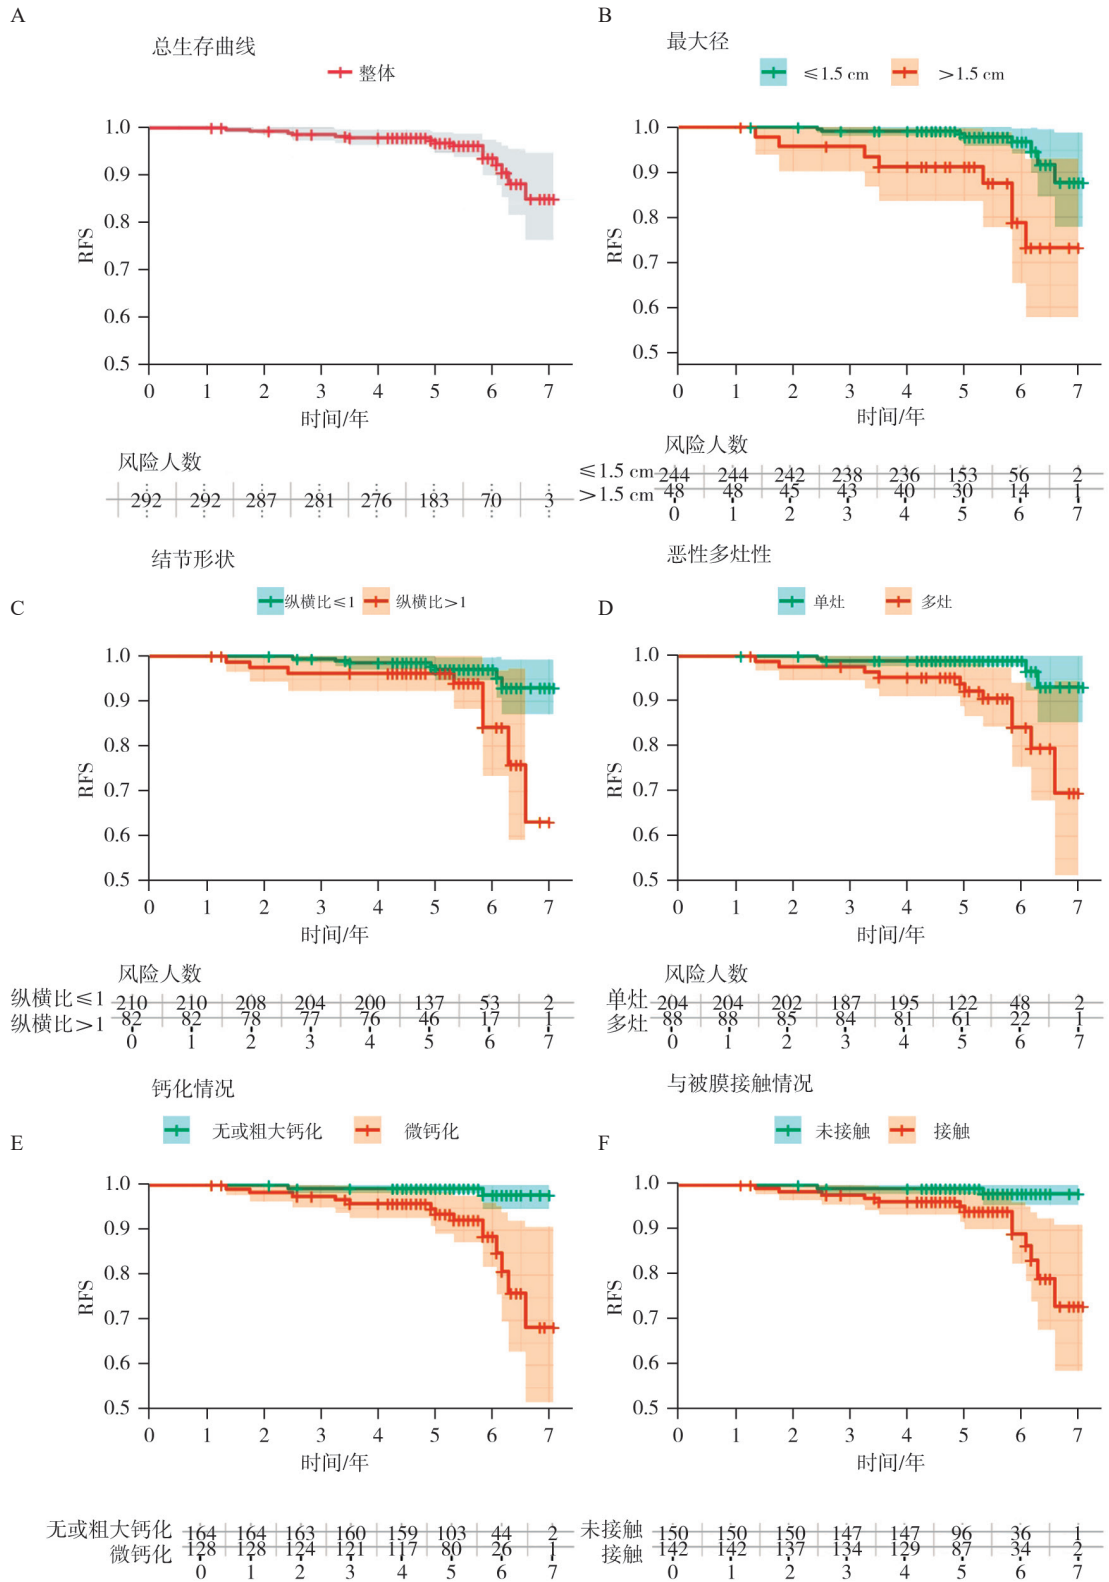 A
总生存曲线
整体
1.0
0.9
0.8
0.7
0.6
0.5
RFS
0 1 2 3 4 5 6 7
时间/年
风险人数
292 292 287 281 276 183 70 3
B
最大径
≤1.5 cm >1.5 cm
1.0
0.9
0.8
0.7
0.6
0.5
RFS
0 1 2 3 4 5 6 7
时间/年
风险人数
≤1.5 cm 244 244 242 238 236 153 56 2
>1.5 cm 48 48 45 43 40 30 14 1
0 1 2 3 4 5 6 7
C
结节形状
纵横比≤1 纵横比>1
1.0
0.9
0.8
0.7
0.6
0.5
RFS
0 1 2 3 4 5 6 7
时间/年
风险人数
纵横比≤1 210 210 208 204 200 137 53 2
纵横比>1 82 82 78 77 76 46 17 1
0 1 2 3 4 5 6 7
D
恶性多灶性
单灶 多灶
1.0
0.9
0.8
0.7
0.6
0.5
RFS
0 1 2 3 4 5 6 7
时间/年
风险人数
单灶 204 204 202 187 195 122 48 2
多灶 88 88 85 84 81 61 22 1
0 1 2 3 4 5 6 7
E
钙化情况
无或粗大钙化 微钙化
1.0
0.9
0.8
0.7
0.6
0.5
RFS
0 1 2 3 4 5 6 7
时间/年
无或粗大钙化 164 164 163 160 159 103 44 2
微钙化 128 128 124 121 117 80 26 1
0 1 2 3 4 5 6 7
F
与被膜接触情况
未接触 接触
1.0
0.9
0.8
0.7
0.6
0.5
RFS
0 1 2 3 4 5 6 7
时间/年
未接触 150 150 150 147 147 96 36 1
接触 142 142 137 134 129 87 34 2
0 1 2 3 4 5 6 7